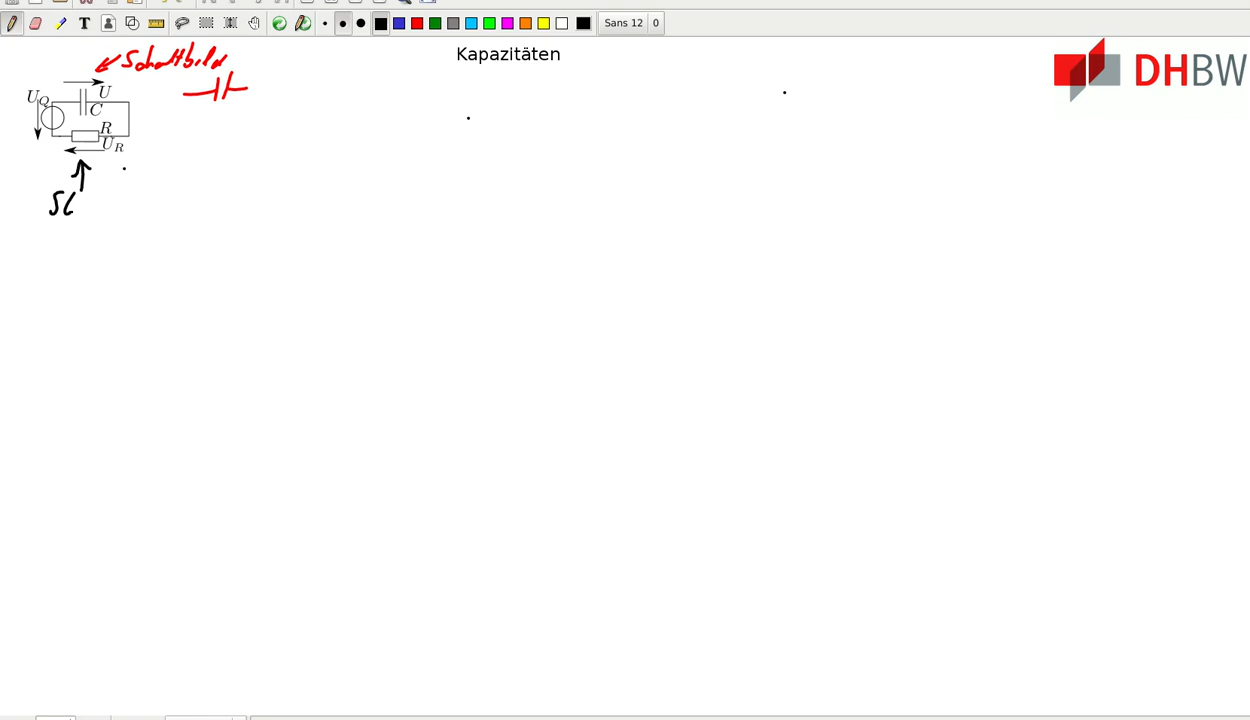 Sans 12 0
Kapazitäten
DHBW
Schaltbild
U
U_Q
C
R
U_R